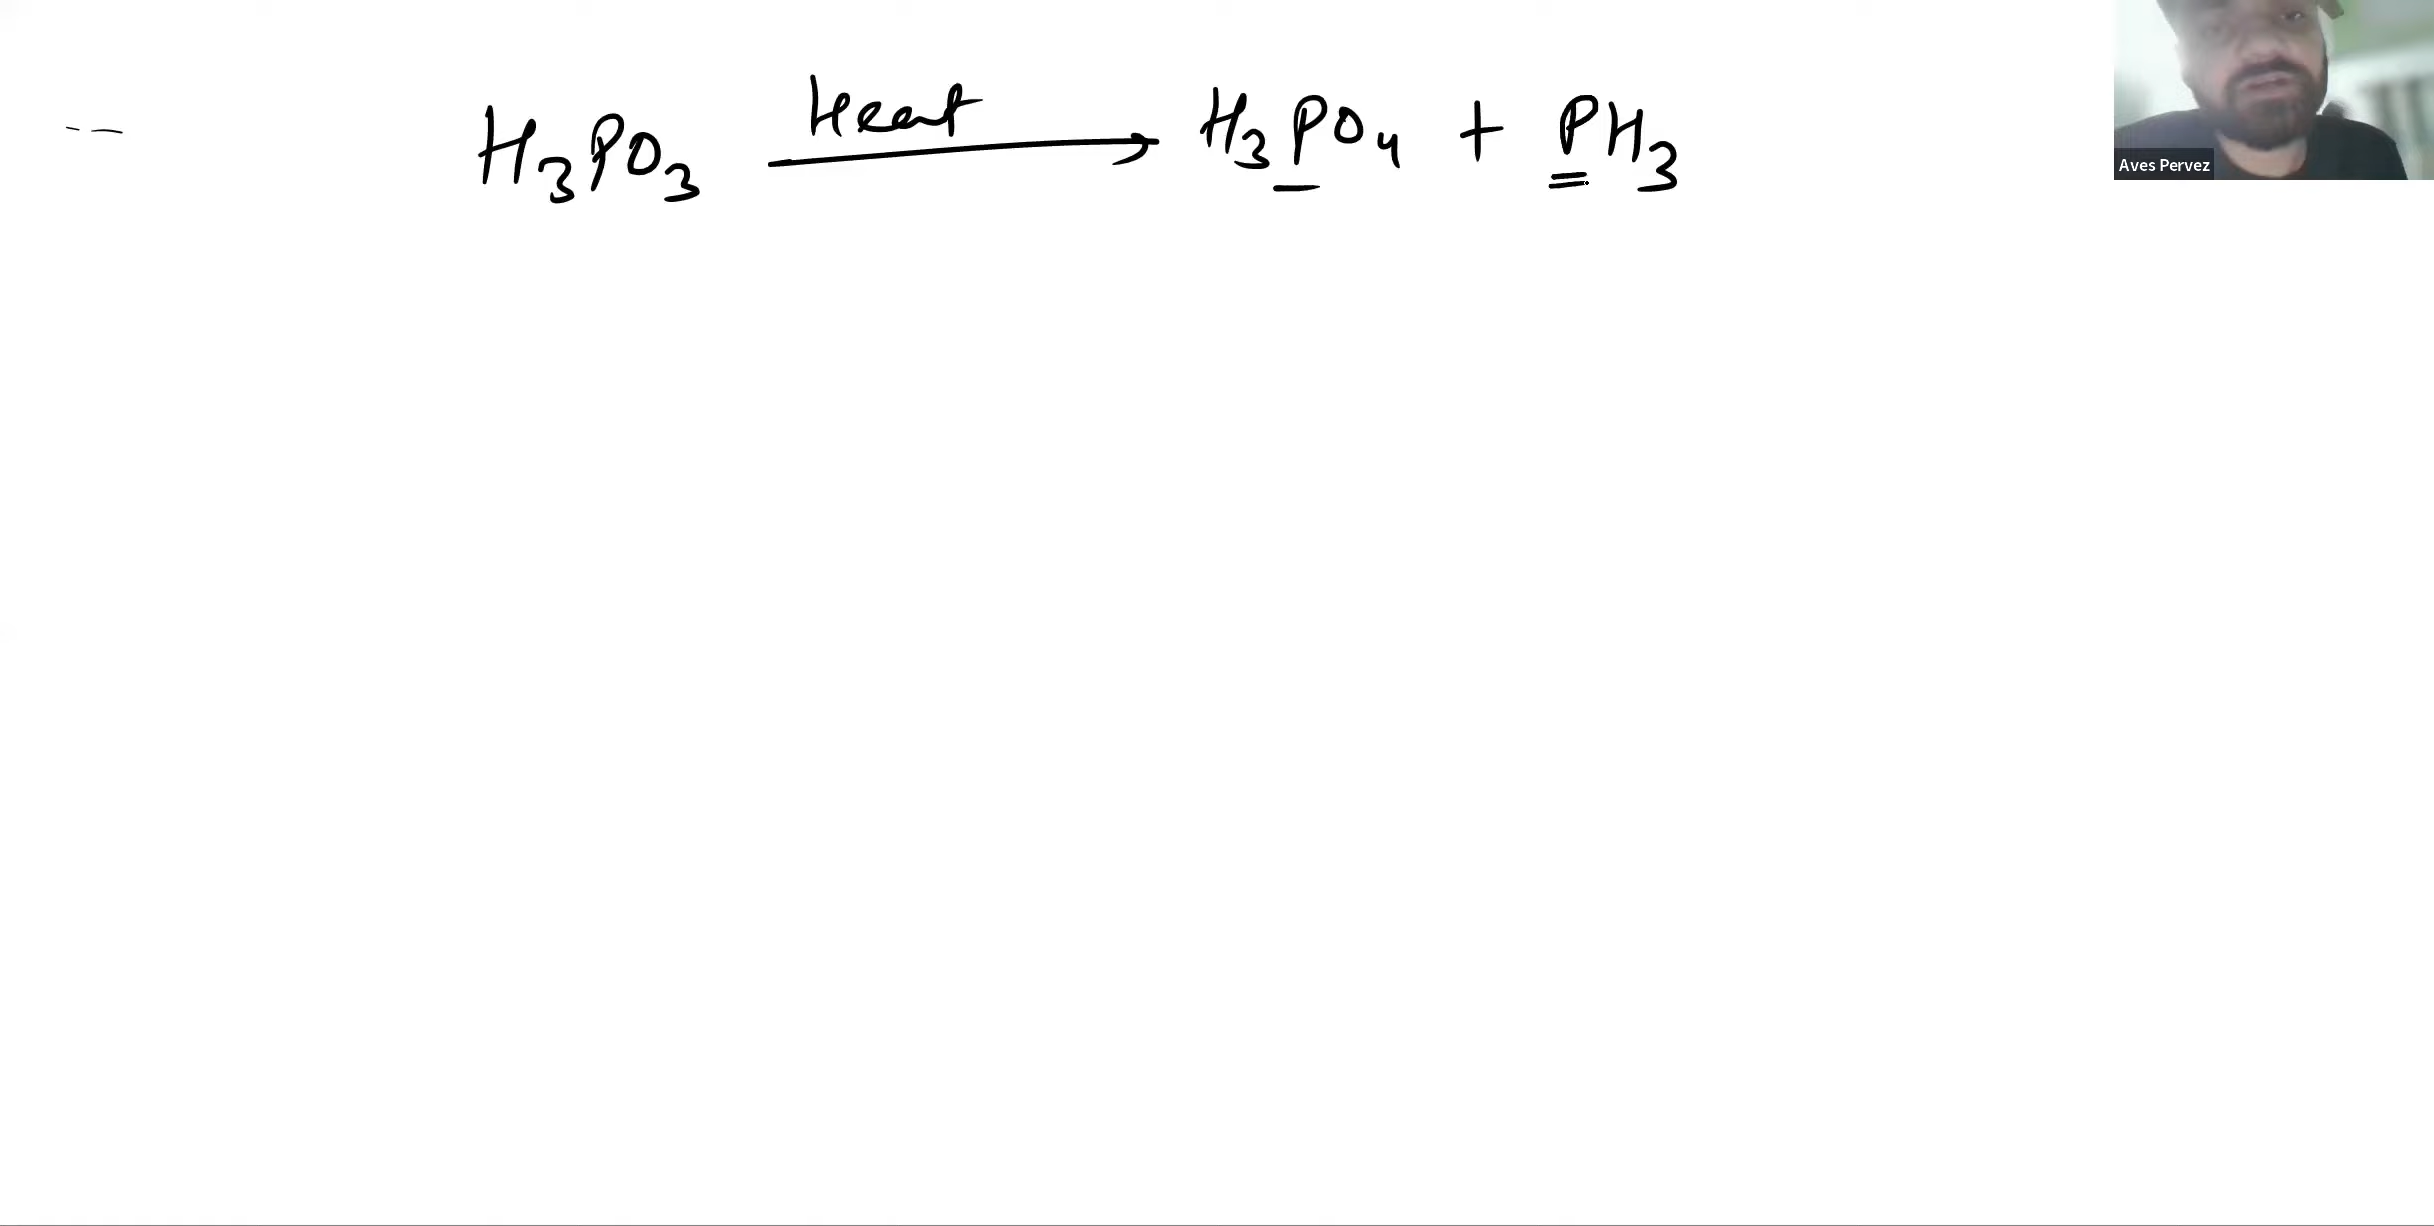 H₃PO₃ Heat → H₃PO₄ + PH₃
Aves Pervez